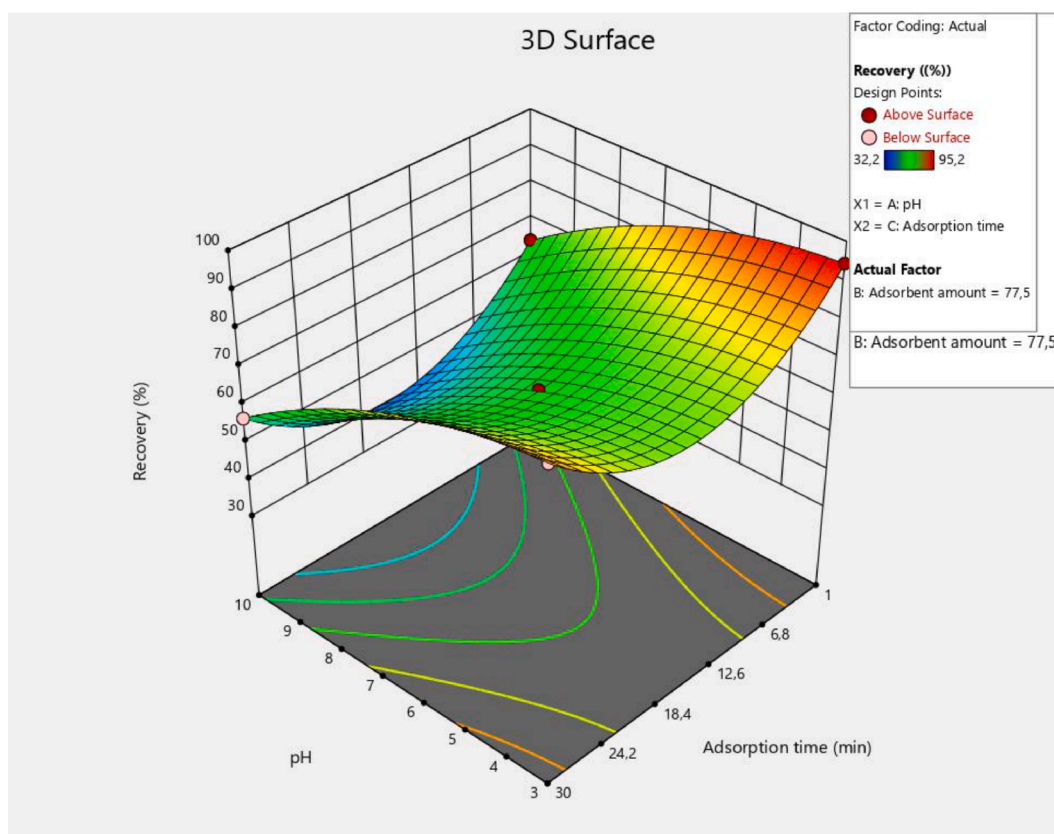 3D Surface
Factor Coding: Actual
Recovery ((%))
Design Points:
Above Surface
Below Surface
32,2 95,2
X1 = A: pH
X2 = C: Adsorption time
Actual Factor
B: Adsorbent amount = 77,5
B: Adsorbent amount = 77,5
100
90
80
70
60
50
40
30
Recovery (%)
10
9
8
7
6
5
4
3
pH
1
6,8
12,6
18,4
24,2
30
Adsorption time (min)